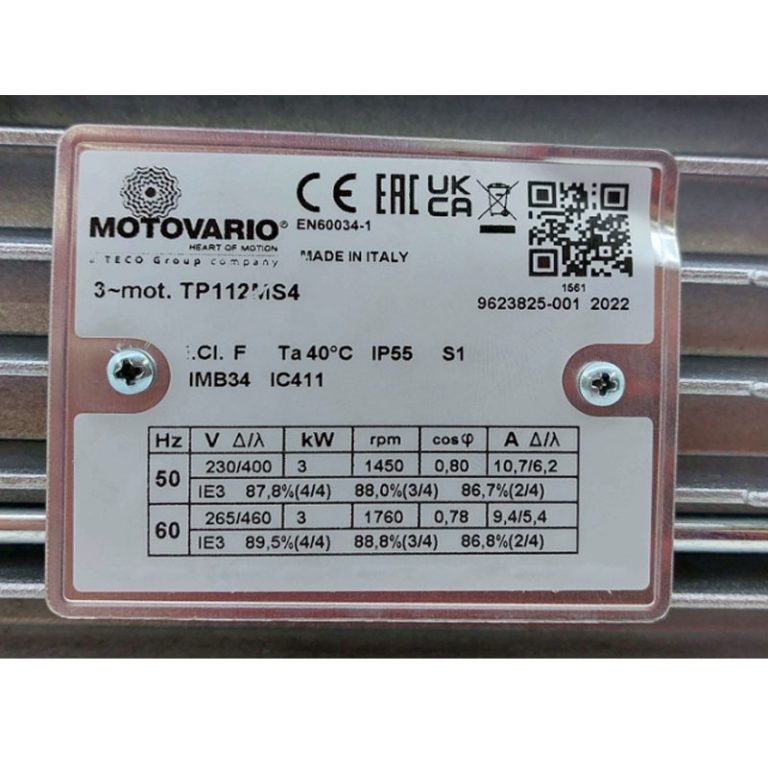 MOTOVARIO®
HEART OF MOTION
a TECO Group company
CE EAC UK CA
EN60034-1
MADE IN ITALY
1561
9623825-001 2022
3~mot. TP112MS4
I.Cl. F Ta 40°C IP55 S1
IMB34 IC411
Hz V Δ/λ kW rpm cosφ A Δ/λ
50 230/400 3 1450 0,80 10,7/6,2
IE3 87,8%(4/4) 88,0%(3/4) 86,7%(2/4)
60 265/460 3 1760 0,78 9,4/5,4
IE3 89,5%(4/4) 88,8%(3/4) 86,8%(2/4)